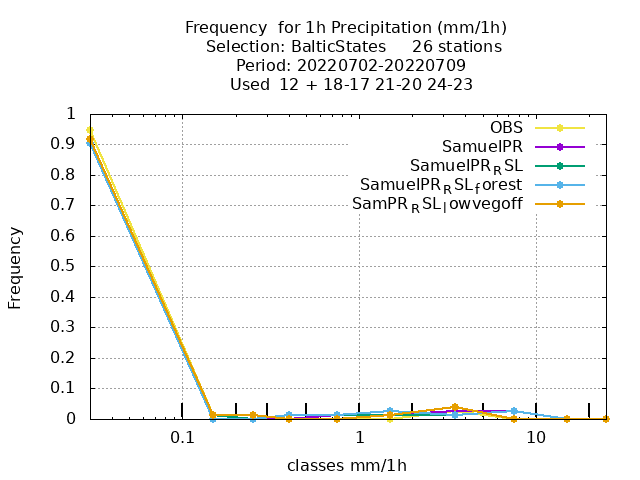 Frequency  for 1h Precipitation (mm/1h)
Selection: BalticStates     26 stations
Period: 20220702-20220709
Used  12 + 18-17 21-20 24-23
OBS
SamuelPR
SamuelPR_RSL
SamuelPR_RSL_forest
SamPR_RSL_lowvegoff
Frequency
1
0.9
0.8
0.7
0.6
0.5
0.4
0.3
0.2
0.1
0
0.1 1 10
classes mm/1h